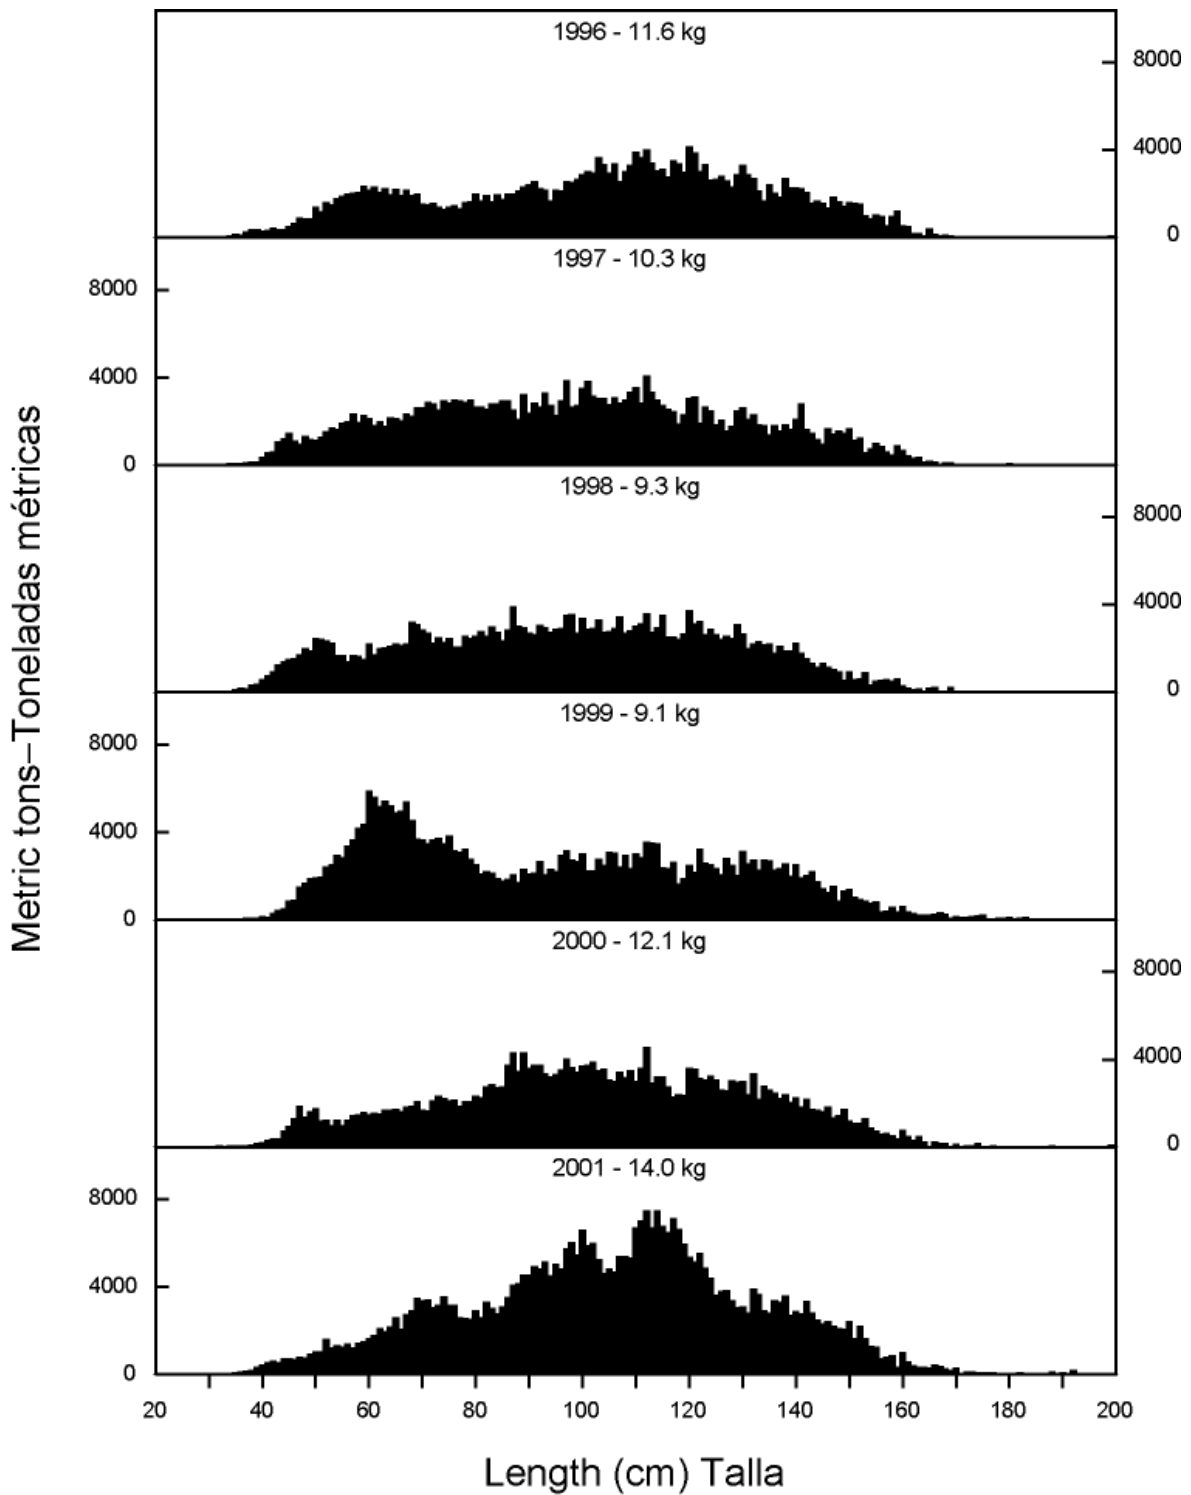 1996 - 11.6 kg
8000
4000
0
1997 - 10.3 kg
8000
4000
0
1998 - 9.3 kg
8000
4000
0
1999 - 9.1 kg
8000
4000
0
2000 - 12.1 kg
8000
4000
0
2001 - 14.0 kg
8000
4000
0
Metric tons–Toneladas métricas
20 40 60 80 100 120 140 160 180 200
Length (cm) Talla